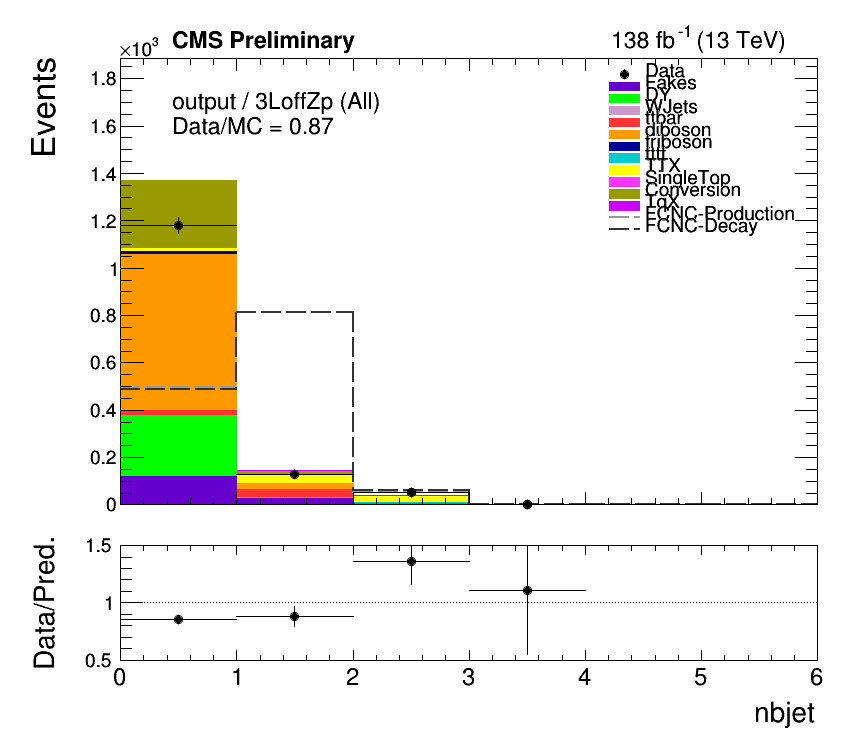 ×10³ CMS Preliminary 138 fb⁻¹ (13 TeV)
Events
output / 3LoffZp (All)
Data/MC = 0.87
Data
Fakes
DY
WJets
ttbar
diboson
triboson
tttt
TTX
SingleTop
Conversion
TqX
FCNC-Production
FCNC-Decay
1.8
1.6
1.4
1.2
1
0.8
0.6
0.4
0.2
0
Data/Pred.
1.5
1
0.5
0 1 2 3 4 5 6
nbjet